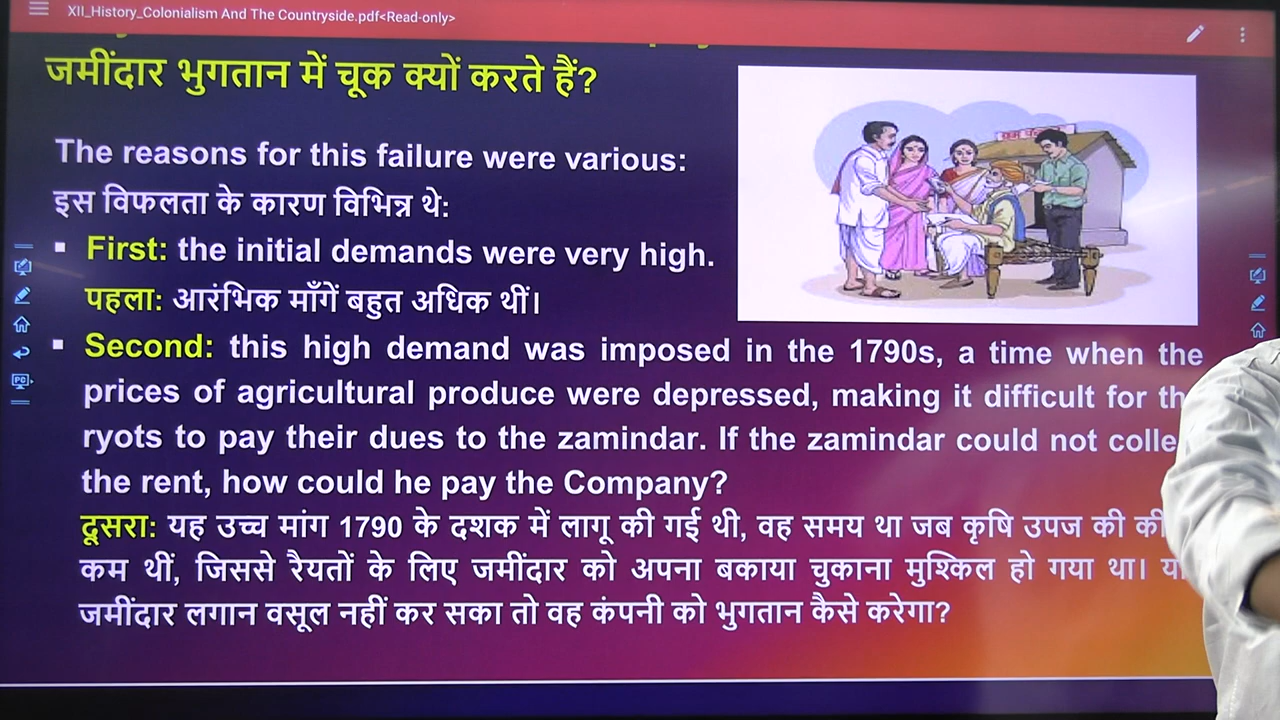 XII_History_Colonialism And The Countryside.pdf<Read-only>
जमींदार भुगतान में चूक क्यों करते हैं?
The reasons for this failure were various:
इस विफलता के कारण विभिन्न थे:
▪ First: the initial demands were very high.
पहला: आरंभिक माँगें बहुत अधिक थीं।
▪ Second: this high demand was imposed in the 1790s, a time when the
prices of agricultural produce were depressed, making it difficult for
ryots to pay their dues to the zamindar. If the zamindar could not
the rent, how could he pay the Company?
दूसरा: यह उच्च मांग 1790 के दशक में लागू की गई थी, वह समय था जब कृषि उपज की
कम थीं, जिससे रैयतों के लिए जमींदार को अपना बकाया चुकाना मुश्किल हो गया था।
जमींदार लगान वसूल नहीं कर सका तो वह कंपनी को भुगतान कैसे करेगा?
PC